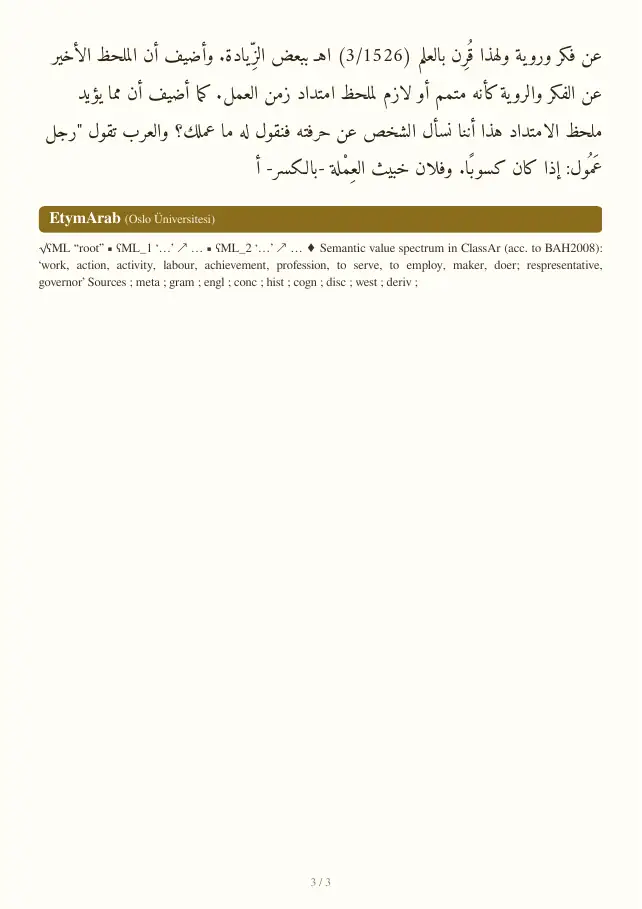 عن فكر وروية ولهذا قُرِن بالعلم (3/1526) اهـ ببعض الزِّيادة. وأضيف أن الملحظ الأخير
عن الفكر والروية كأنه متمم أو لازم لملحظ امتداد زمن العمل. كما أضيف أن مما يؤيد
ملحظ الامتداد هذا أننا نسأل الشخص عن حرفته فنقول له ما عملك؟ والعرب تقول "رجل
عَمُول: إذا كان كسوبًا. وفلان خبيث العِمْلة -بالكسر- أ
EtymArab (Oslo Üniversitesi)
√ʕML “root” ▪ ʕML_1 ‘…’ ↗ … ▪ ʕML_2 ‘…’ ↗ … ♦ Semantic value spectrum in ClassAr (acc. to BAH2008):
‘work, action, activity, labour, achievement, profession, to serve, to employ, maker, doer; respresentative,
governor’ Sources ; meta ; gram ; engl ; conc ; hist ; cogn ; disc ; west ; deriv ;
3 / 3